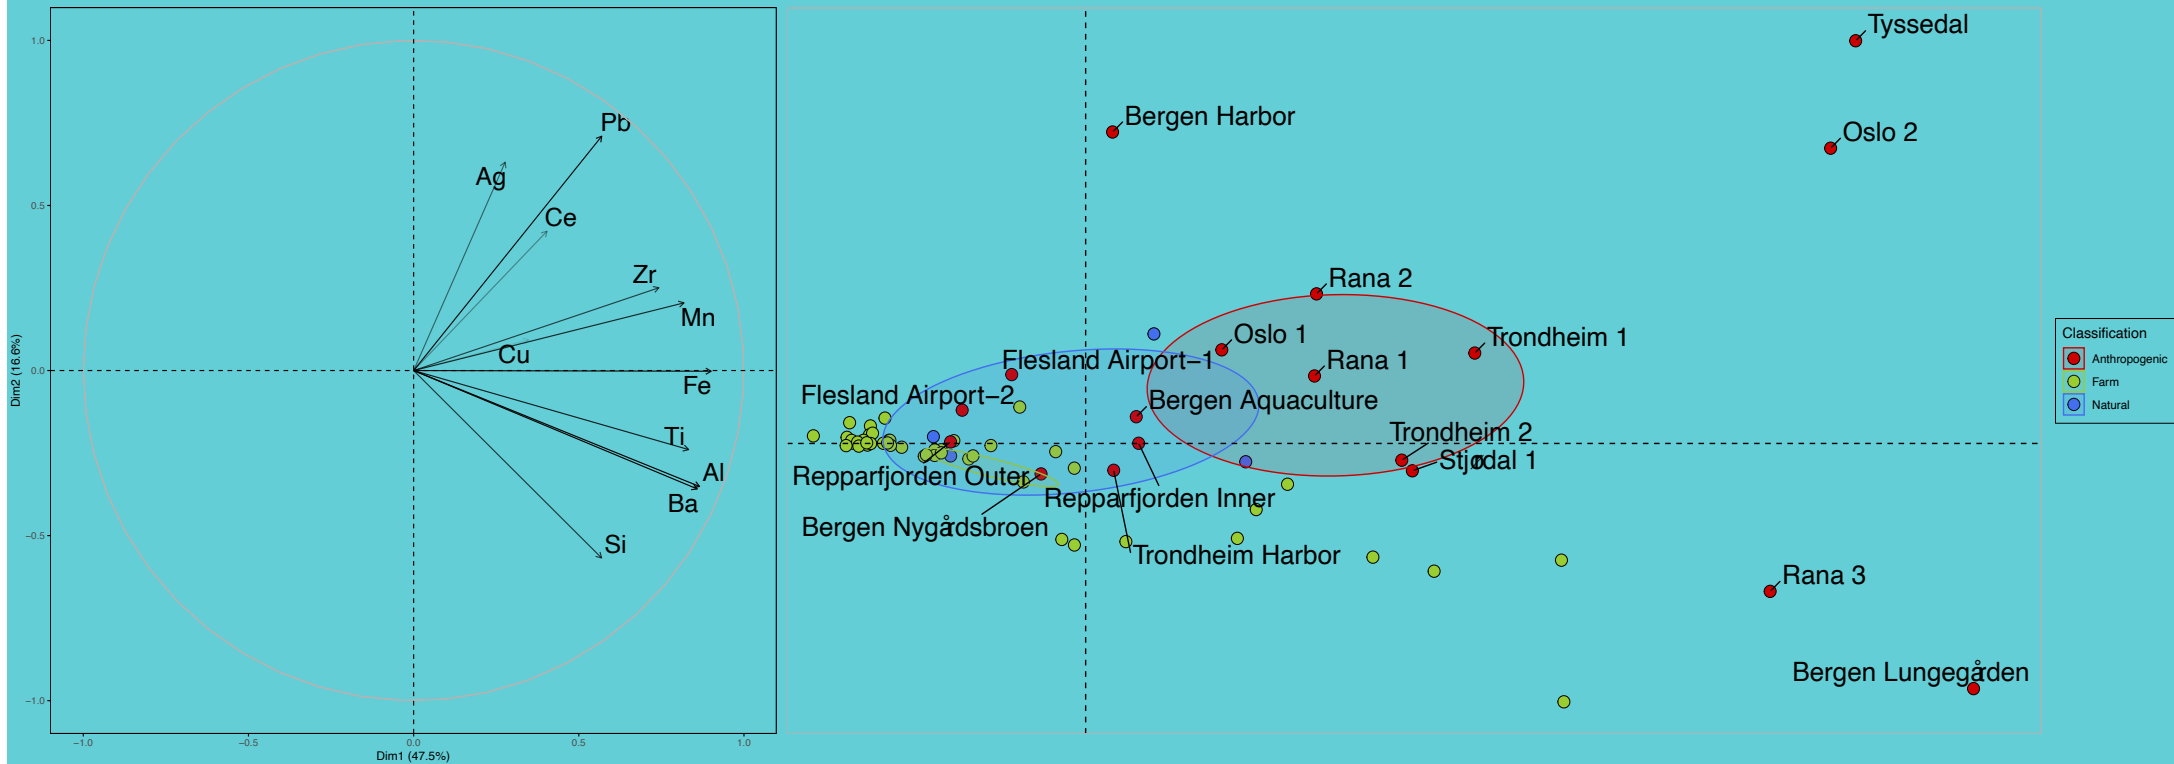 1.0
0.5
0.0
−0.5
−1.0
Dim2 (16.6%)
−1.0
−0.5
0.0
0.5
1.0
Dim1 (47.5%)
Pb
Ag
Ce
Zr
Mn
Cu
Fe
Ti
Al
Ba
Si
Tyssedal
Bergen Harbor
Oslo 2
Rana 2
Oslo 1
Trondheim 1
Flesland Airport−1
Rana 1
Flesland Airport−2
Bergen Aquaculture
Trondheim 2
Stjørdal 1
Repparfjorden Outer
Repparfjorden Inner
Bergen Nygårdsbroen
Trondheim Harbor
Rana 3
Bergen Lungegården
Classification
Anthropogenic
Farm
Natural